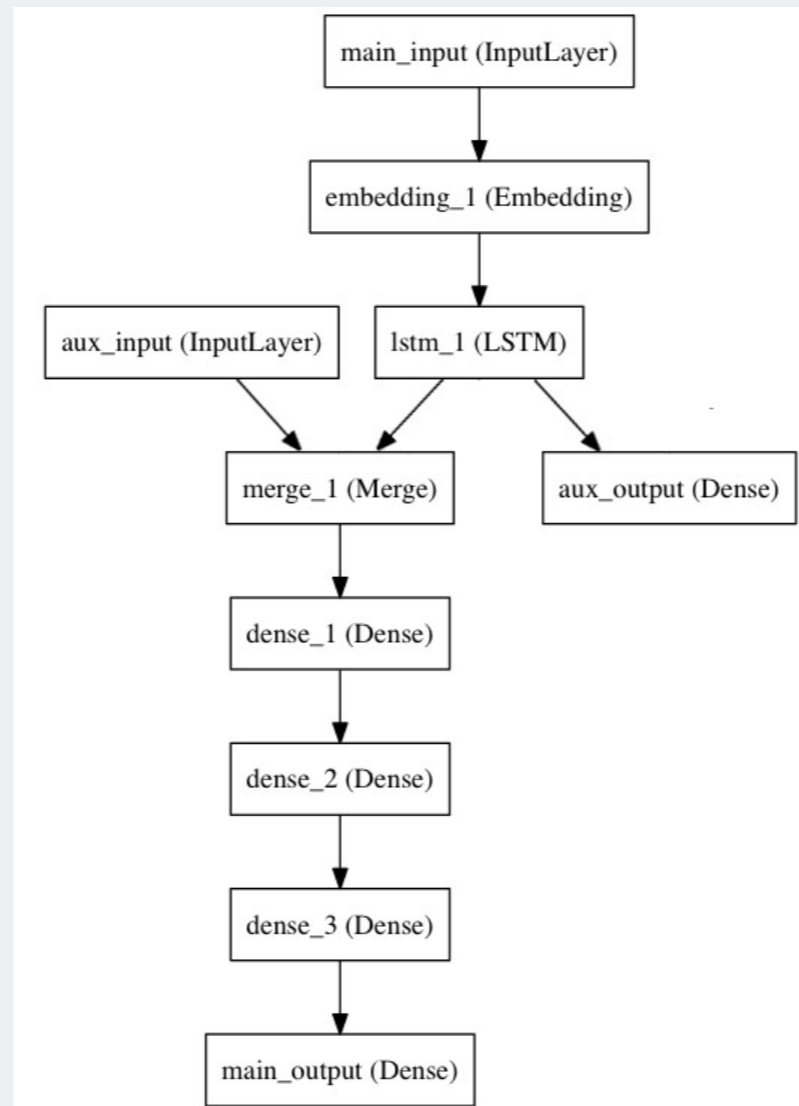 main_input (InputLayer)
embedding_1 (Embedding)
aux_input (InputLayer)
lstm_1 (LSTM)
merge_1 (Merge)
aux_output (Dense)
dense_1 (Dense)
dense_2 (Dense)
dense_3 (Dense)
main_output (Dense)